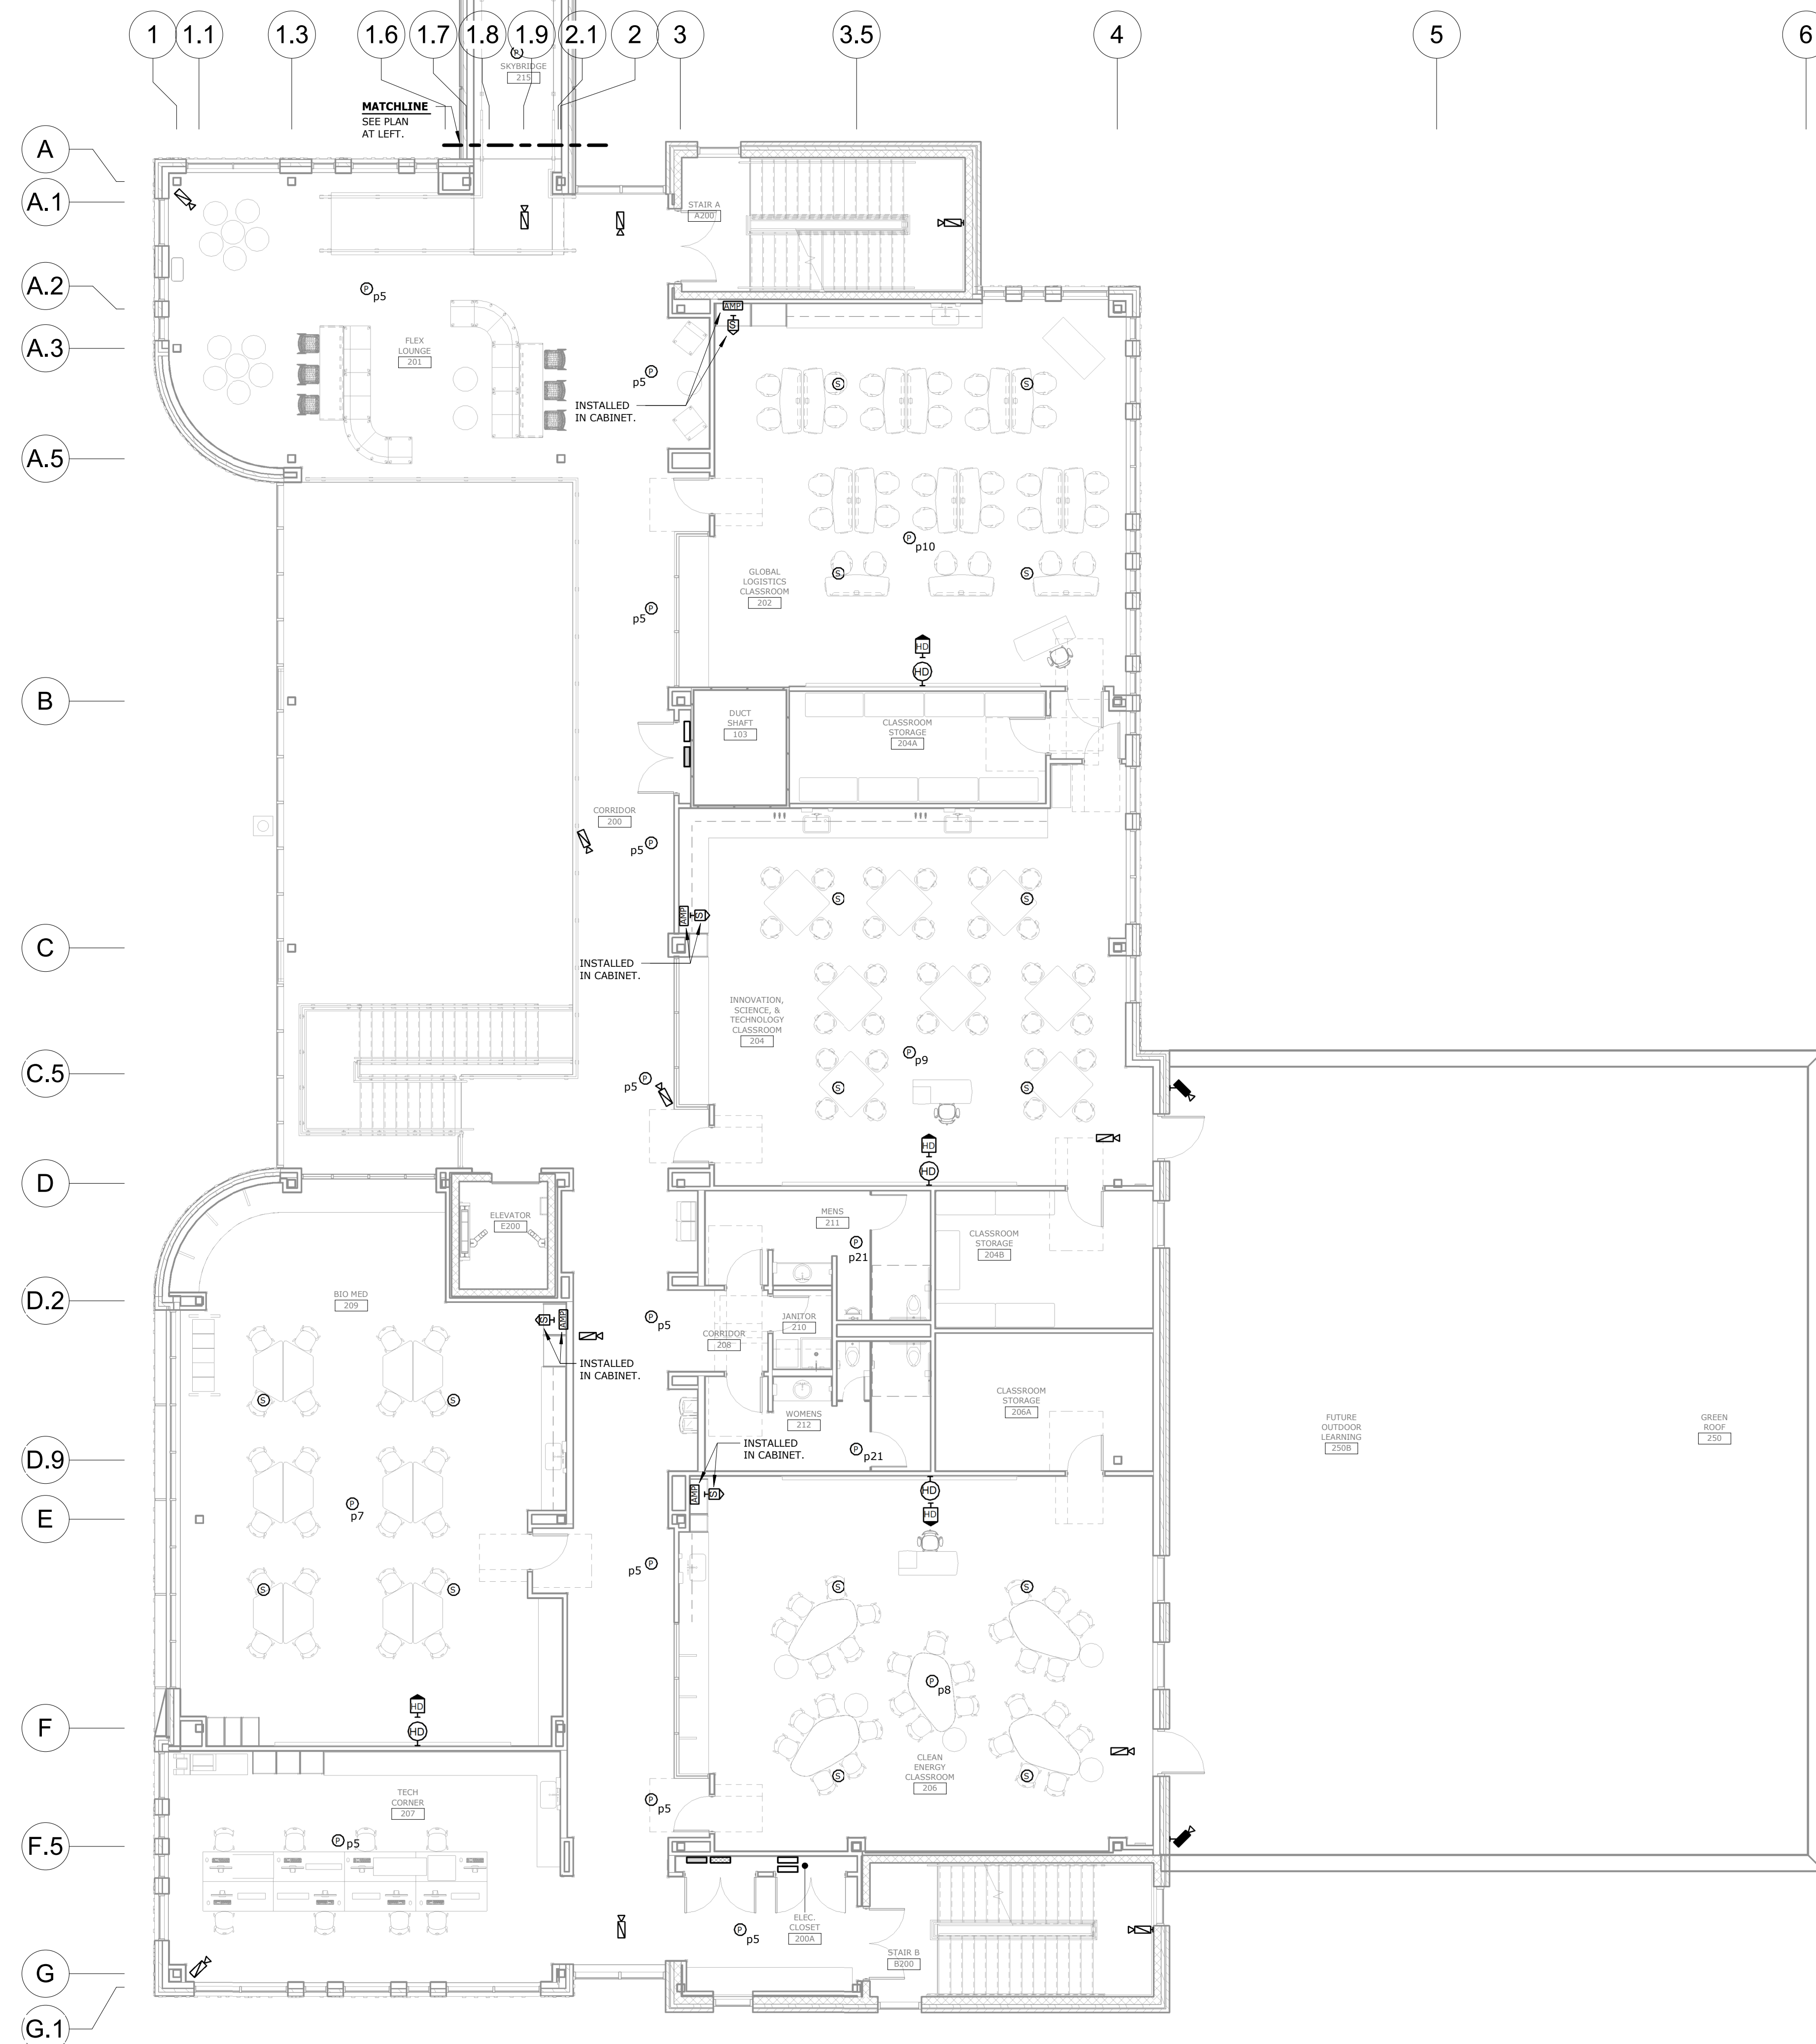 1
1.1
1.3
1.6
1.7
1.8
1.9
2.1
2
3
3.5
4
5
6
R
SKYBRIDGE
215
MATCHLINE
SEE PLAN
AT LEFT.
A
A.1
A.2
A.3
A.5
B
C
C.5
D
D.2
D.9
E
F
F.5
G
G.1
STAIR A
A200
P
p5
FLEX
LOUNGE
201
AMP
S
P
p5
INSTALLED
IN CABINET.
S
S
P
p10
S
S
GLOBAL
LOGISTICS
CLASSROOM
202
P
p5
HD
HD
DUCT
SHAFT
103
CLASSROOM
STORAGE
204A
CORRIDOR
200
P
p5
S
S
AMP
S
INSTALLED
IN CABINET.
INNOVATION,
SCIENCE, &
TECHNOLOGY
CLASSROOM
204
P
p9
P
p5
S
S
HD
HD
ELEVATOR
E200
MENS
211
P
p21
CLASSROOM
STORAGE
204B
BIO MED
209
S
AMP
INSTALLED
IN CABINET.
P
p5
CORRIDOR
208
JANITOR
210
S
S
CLASSROOM
STORAGE
206A
WOMENS
212
P
p21
INSTALLED
IN CABINET.
FUTURE
OUTDOOR
LEARNING
250B
GREEN
ROOF
250
AMP
S
HD
HD
P
p7
P
p5
S
S
S
S
P
p8
HD
HD
CLEAN
ENERGY
CLASSROOM
206
S
S
TECH
CORNER
207
P
p5
P
p5
P
p5
ELEC.
CLOSET
200A
STAIR B
B200